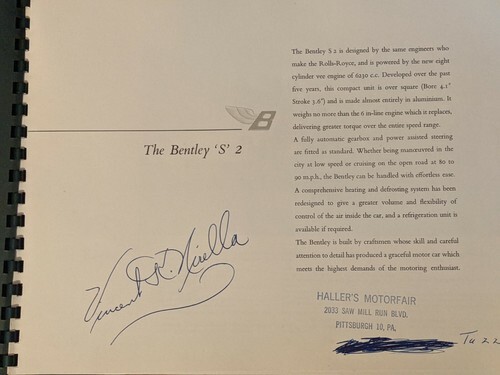 The Bentley S 2 is designed by the same engineers who
make the Rolls-Royce, and is powered by the new eight
cylinder vee engine of 6230 c.c. Developed over the past
five years, this compact unit is over square (Bore 4.1"
Stroke 3.6") and is made almost entirely in aluminium. It
weighs no more than the 6 in-line engine which it replaces,
delivering greater torque over the entire speed range.
A fully automatic gearbox and power assisted steering
are fitted as standard. Whether being manœuvred in the
city at low speed or cruising on the open road at 80 to
90 m.p.h., the Bentley can be handled with effortless ease.
A comprehensive heating and defrosting system has been
redesigned to give a greater volume and flexibility of
control of the air inside the car, and a refrigeration unit is
available if required.
The Bentley is built by craftsmen whose skill and careful
attention to detail has produced a graceful motor car which
meets the highest demands of the motoring enthusiast.
B
The Bentley 'S' 2
Vincent
HALLER'S MOTORFAIR
2033 SAW MILL RUN BLVD.
PITTSBURGH 10, PA.
Tu 22